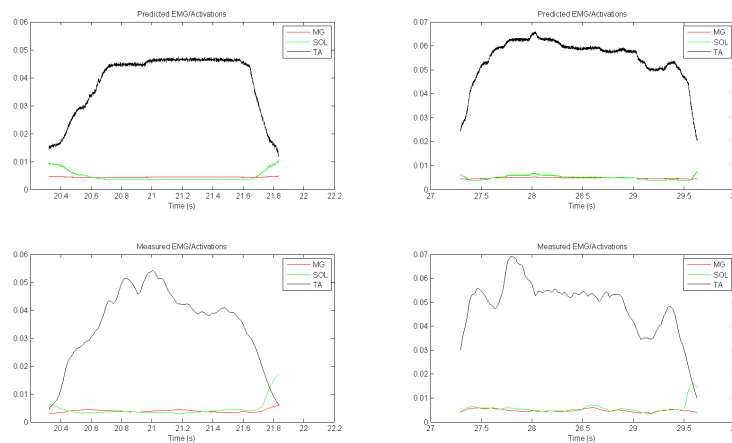 Predicted EMG/Activations
0.06
0.05
0.04
0.03
0.02
0.01
0
20.4 20.6 20.8 21 21.2 21.4 21.6 21.8 22 22.2
Time (s)
MG
SOL
TA
Predicted EMG/Activations
0.07
0.06
0.05
0.04
0.03
0.02
0.01
0
27 27.5 28 28.5 29 29.5
Time (s)
MG
SOL
TA
Measured EMG/Activations
0.06
0.05
0.04
0.03
0.02
0.01
0
20.4 20.6 20.8 21 21.2 21.4 21.6 21.8 22 22.2
Time (s)
MG
SOL
TA
Measured EMG/Activations
0.07
0.06
0.05
0.04
0.03
0.02
0.01
0
27 27.5 28 28.5 29 29.5
Time (s)
MG
SOL
TA